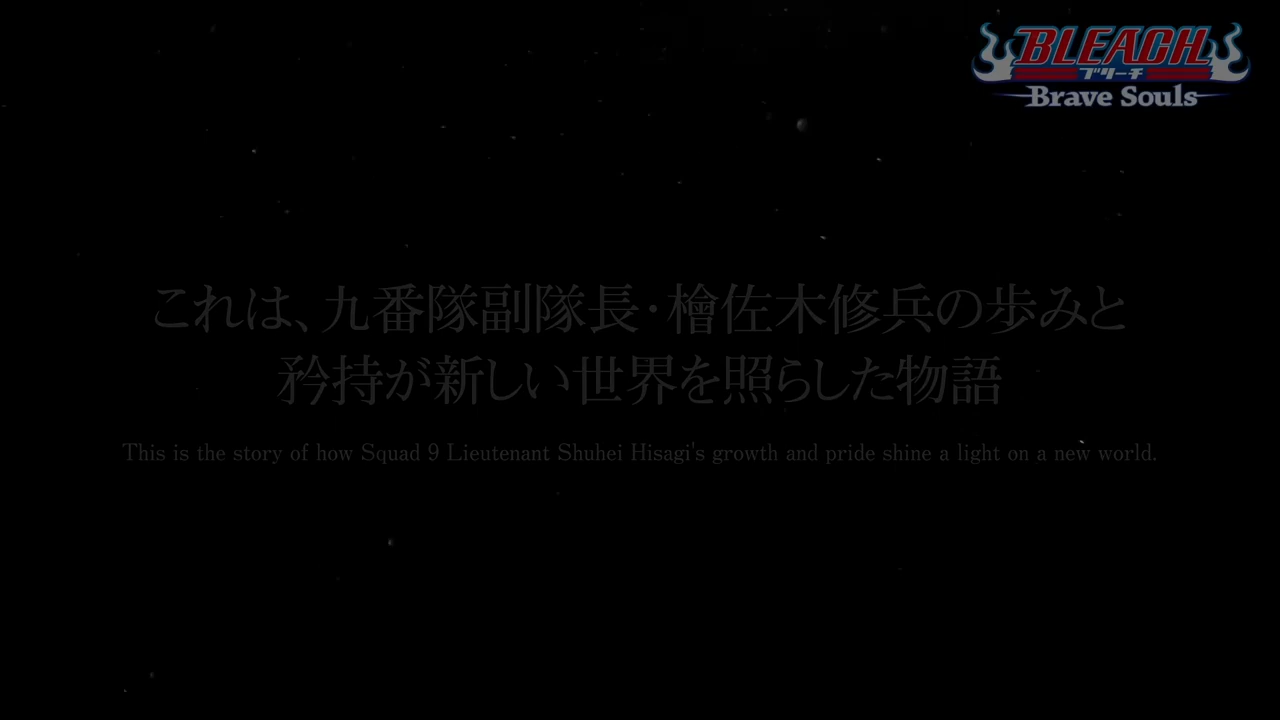 BLEACH
ブリーチ
Brave Souls
これは、九番隊副隊長・檜佐木修兵の歩みと
矜持が新しい世界を照らした物語
This is the story of how Squad 9 Lieutenant Shuhei Hisagi's growth and pride shine a light on a new world.